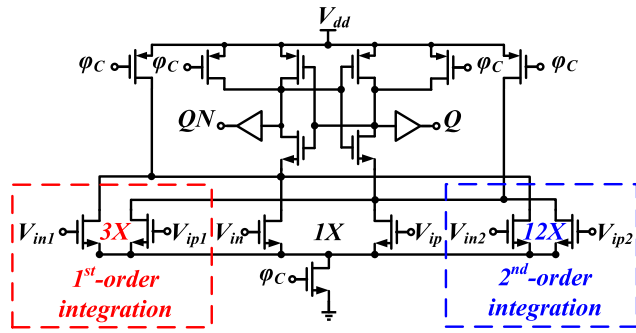 Vdd
φC φC φC φC
QN Q
Vin1 3X Vip1 Vin 1X Vip Vin2 12X Vip2
φC
1st-order
integration
2nd-order
integration